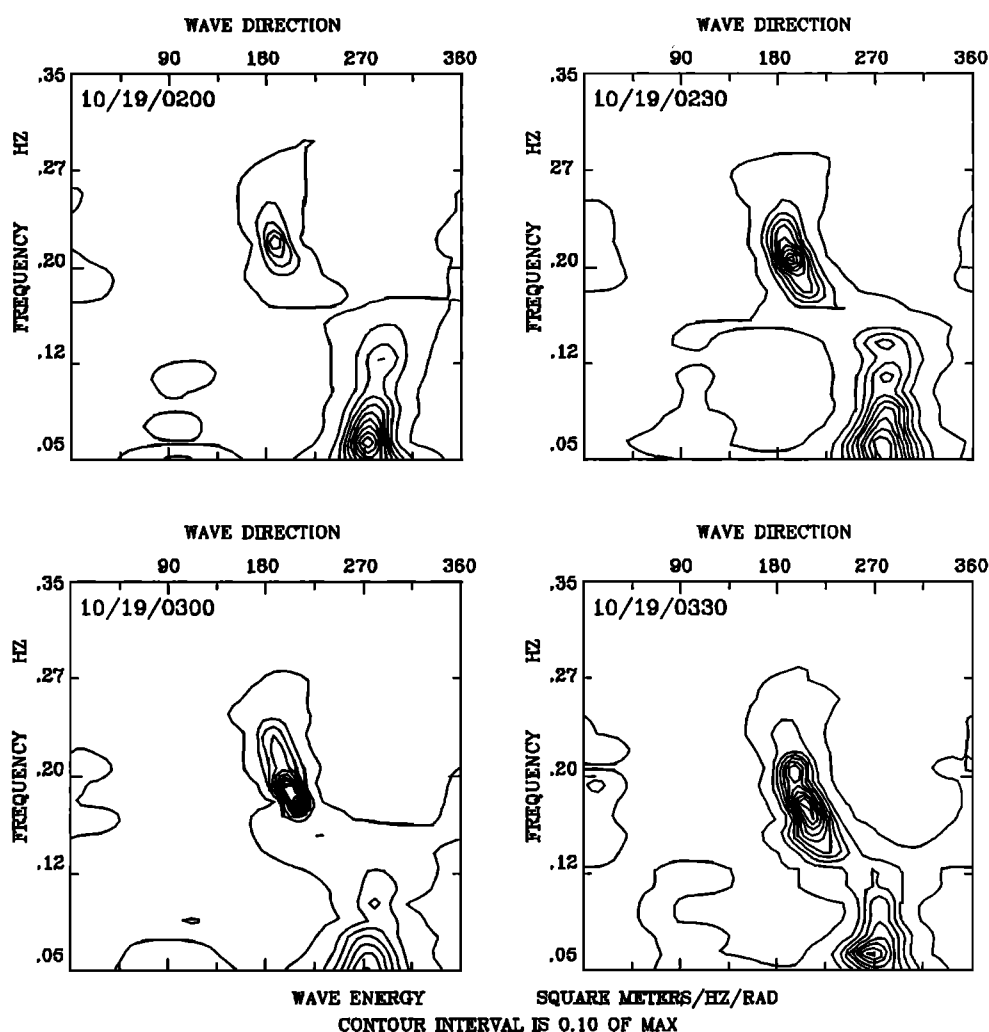 WAVE DIRECTION
WAVE DIRECTION
90 180 270 360
90 180 270 360
.35
.35
10/19/0200
10/19/0230
HZ
HZ
.27
.27
FREQUENCY
FREQUENCY
.20
.20
.12
.12
.05
.05
WAVE DIRECTION
WAVE DIRECTION
90 180 270 360
90 180 270 360
.35
.35
10/19/0300
10/19/0330
HZ
HZ
.27
.27
FREQUENCY
FREQUENCY
.20
.20
.12
.12
.05
.05
WAVE ENERGY SQUARE METERS/HZ/RAD
CONTOUR INTERVAL IS 0.10 OF MAX